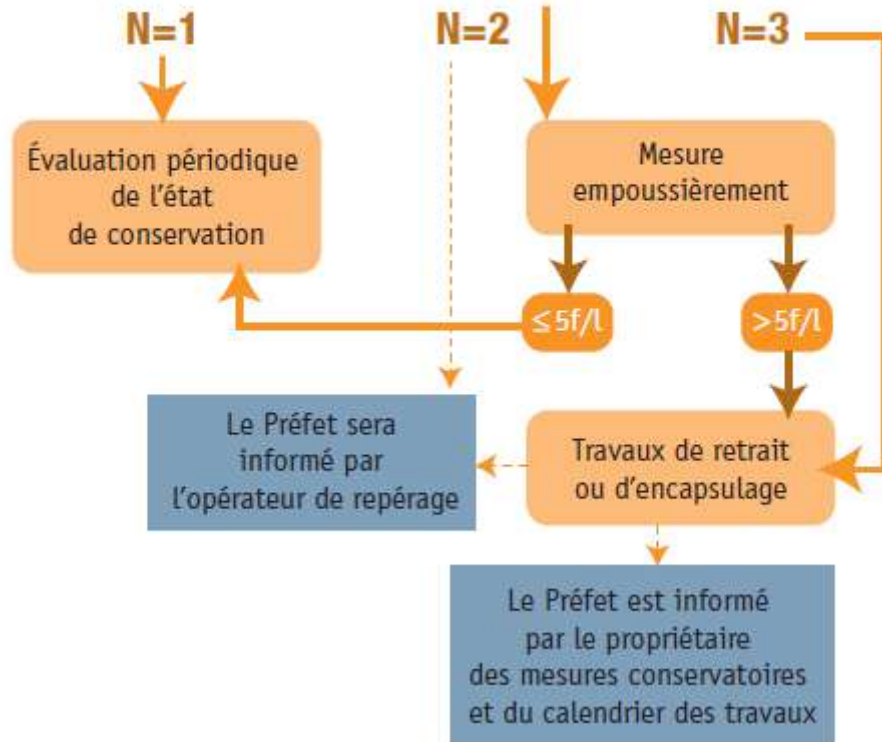 N=1
N=2
N=3
Évaluation périodique
de l'état
de conservation
Mesure
empoussièrement
≤5f/l
>5f/l
Le Préfet sera
informé par
l'opérateur de repérage
Travaux de retrait
ou d'encapsulage
Le Préfet est informé
par le propriétaire
des mesures conservatoires
et du calendrier des travaux